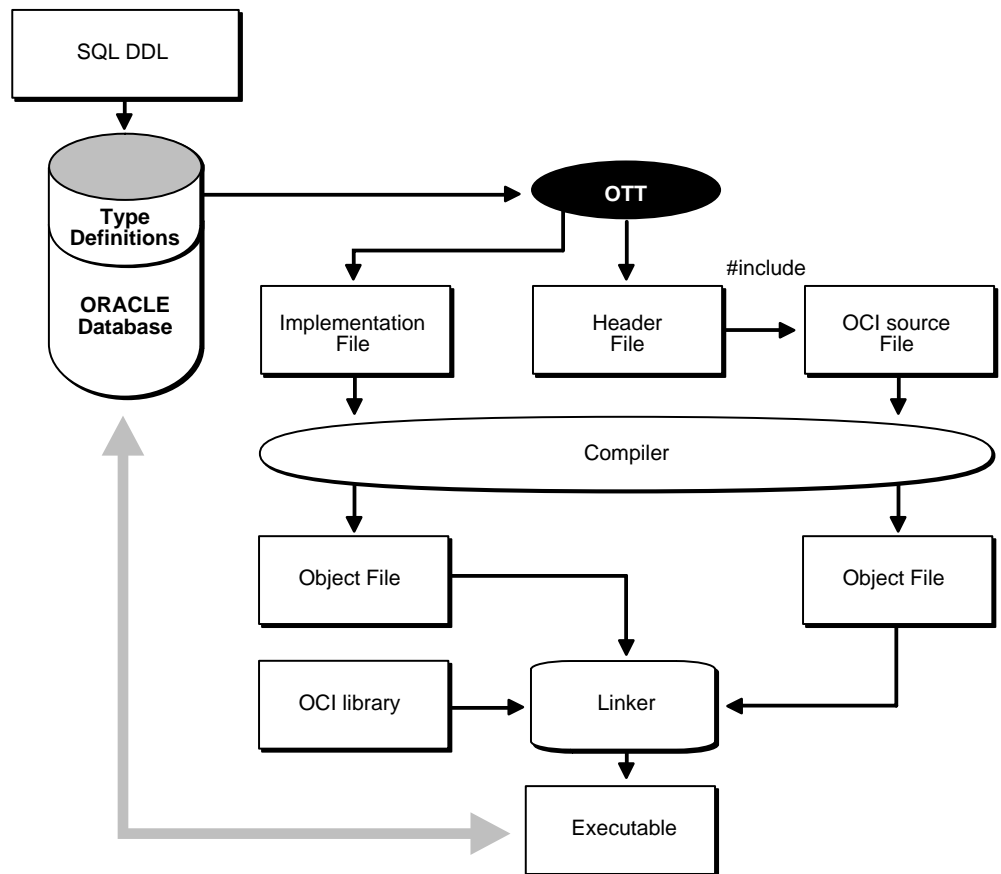 SQL DDL
Type
Definitions
ORACLE
Database
OTT
#include
Implementation
File
Header
File
OCI source
File
Compiler
Object File
Object File
OCI library
Linker
Executable